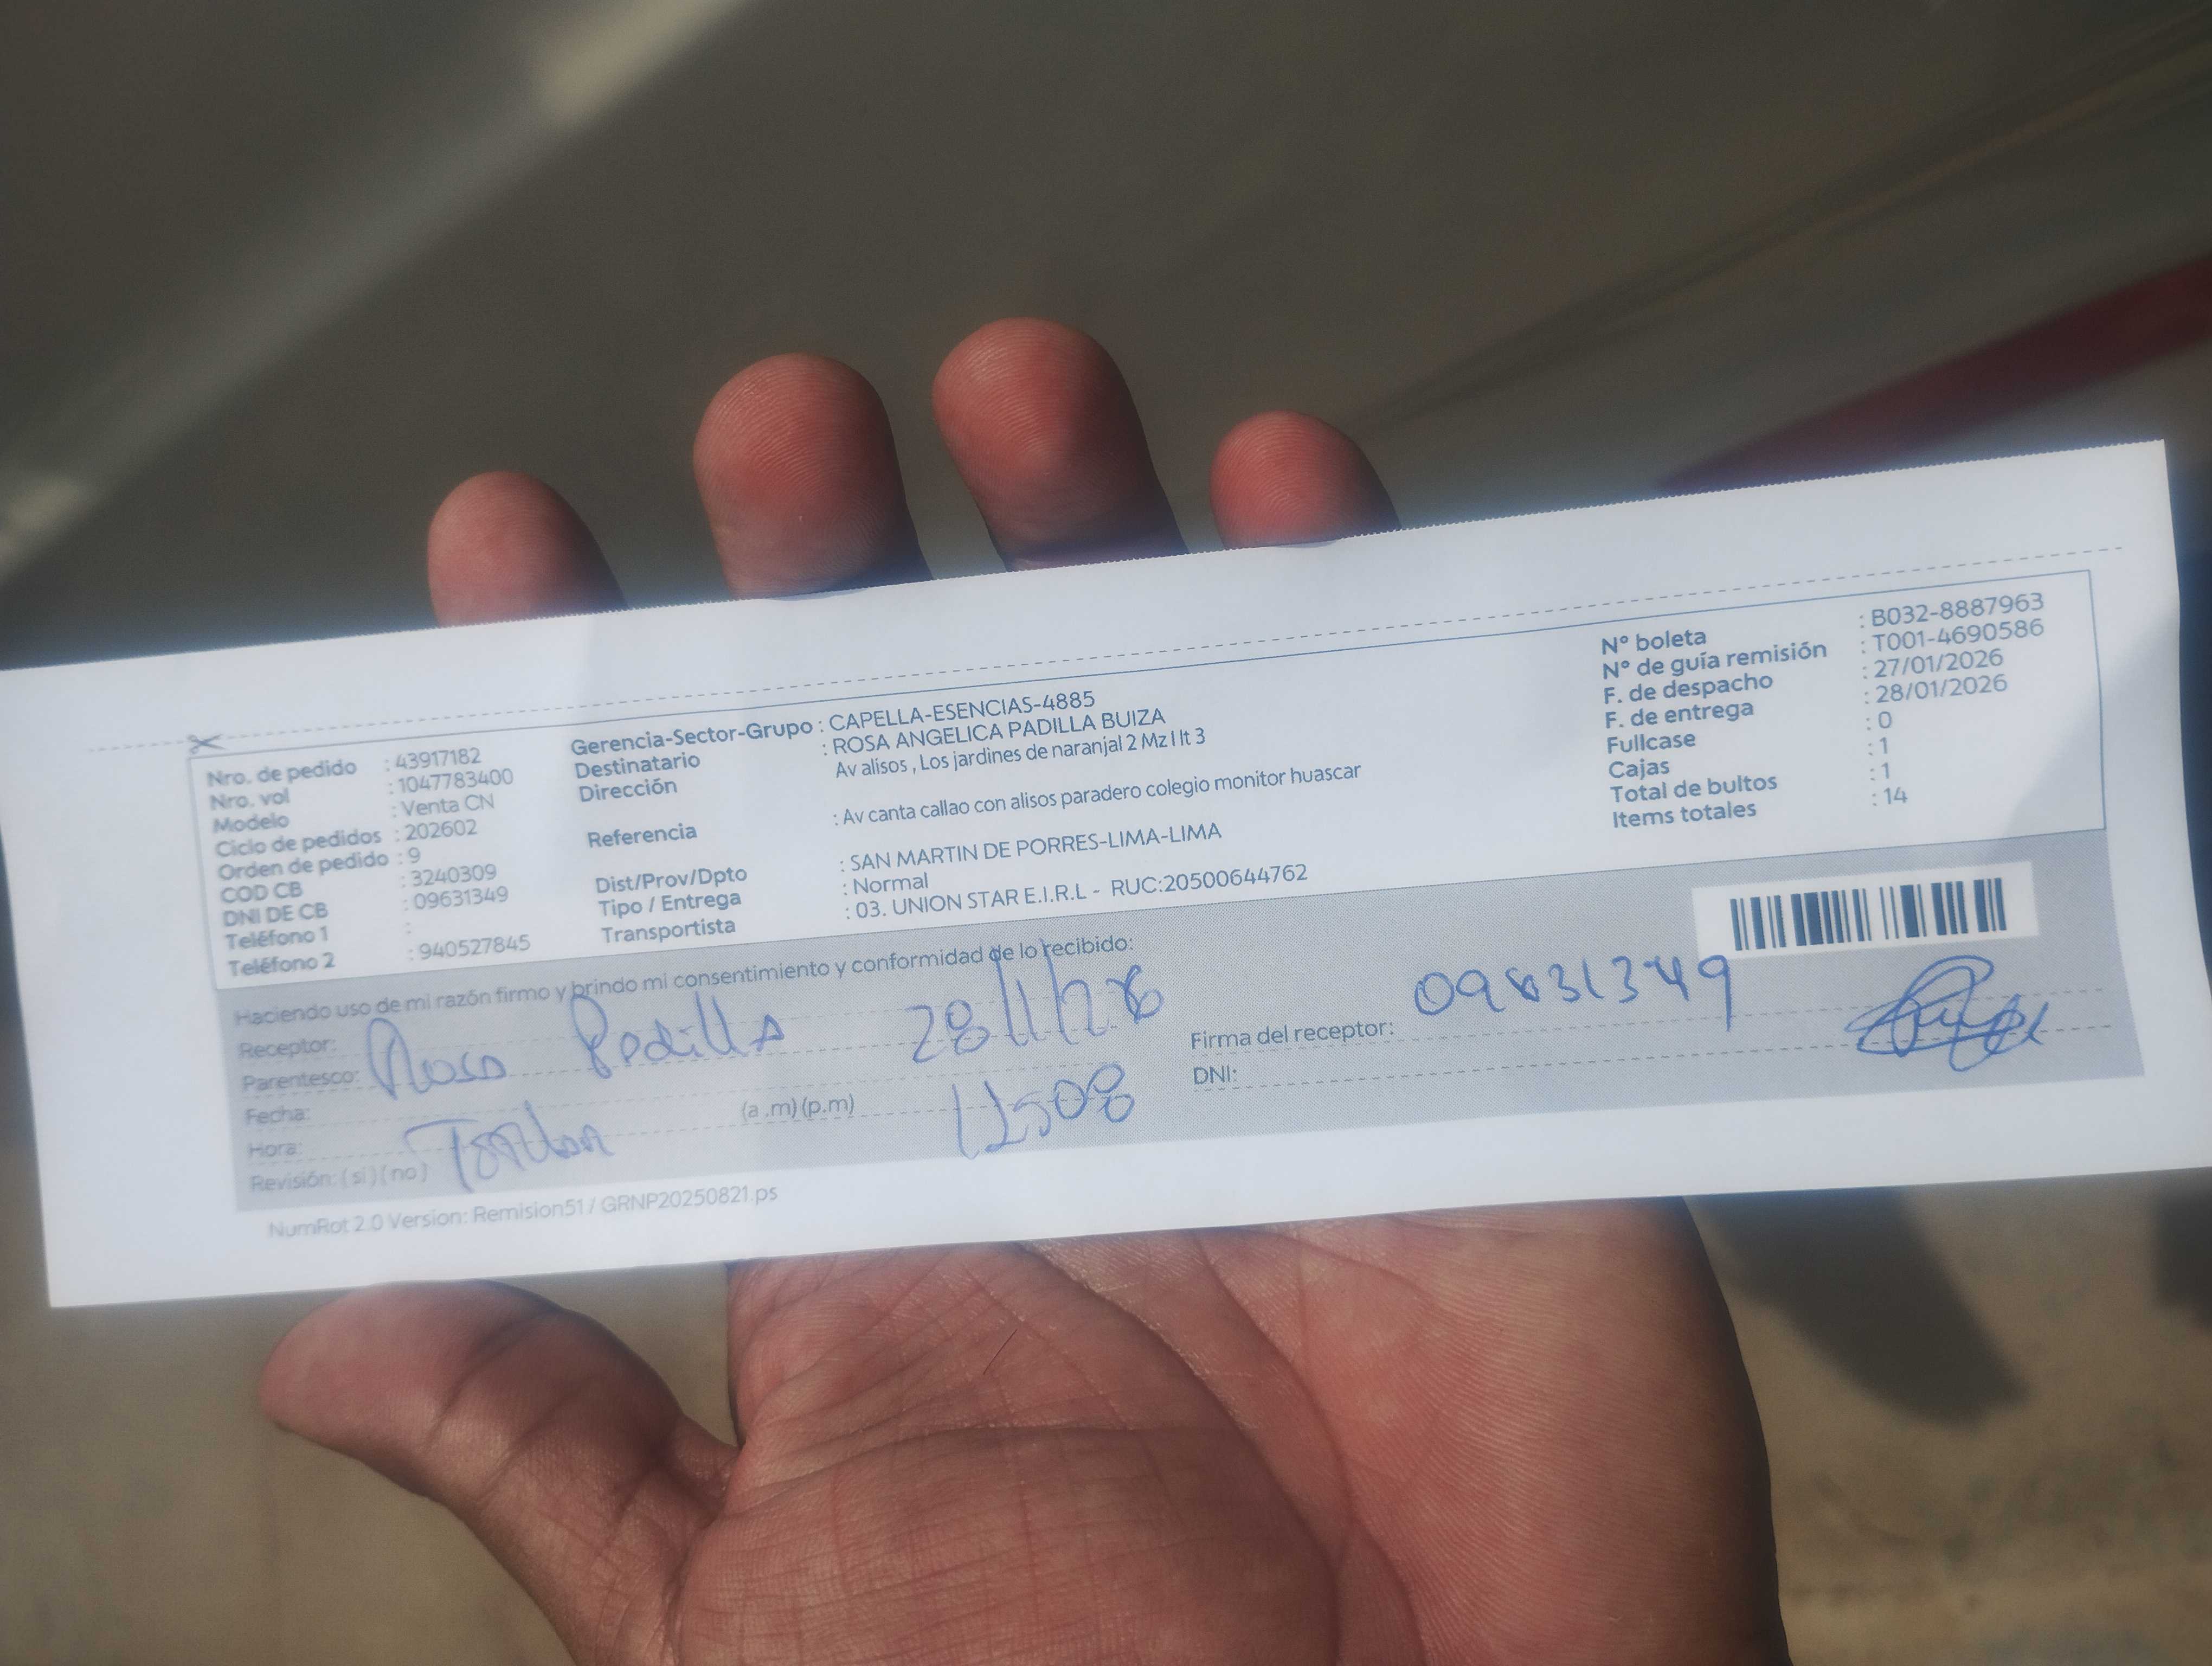 Nro. de pedido : 43917182
Nro. vol : 1047783400
Modelo : Venta CN
Ciclo de pedidos : 202602
Orden de pedido : 9
COD CB : 3240309
DNI DE CB : 09631349
Teléfono 1 :
Teléfono 2 : 940527845
Gerencia-Sector-Grupo : CAPELLA-ESENCIAS-4885
Destinatario : ROSA ANGELICA PADILLA BUIZA
Dirección Av alisos , Los jardines de naranjal 2 Mz I lt 3
Referencia : Av canta callao con alisos paradero colegio monitor huascar
Dist/Prov/Dpto : SAN MARTIN DE PORRES-LIMA-LIMA
Tipo / Entrega : Normal
Transportista : 03. UNION STAR E.I.R.L - RUC:20500644762
N° boleta : B032-8887963
N° de guía remisión : T001-4690586
F. de despacho : 27/01/2026
F. de entrega : 28/01/2026
Fullcase : 0
Cajas : 1
Total de bultos : 1
Items totales : 14
Haciendo uso de mi razón firmo y brindo mi consentimiento y conformidad de lo recibido:
Receptor:
Parentesco: Rosa Padilla 28/1/26
Fecha:
Hora: (a .m) (p.m)
Revisión: ( si ) ( no )
Firma del receptor: 09631349
DNI:
NumRot 2.0 Version: Remision51 / GRNP20250821.ps